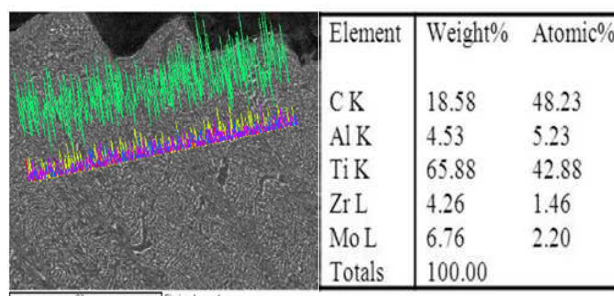 Element Weight% Atomic%
C K 18.58 48.23
Al K 4.53 5.23
Ti K 65.88 42.88
Zr L 4.26 1.46
Mo L 6.76 2.20
Totals 100.00